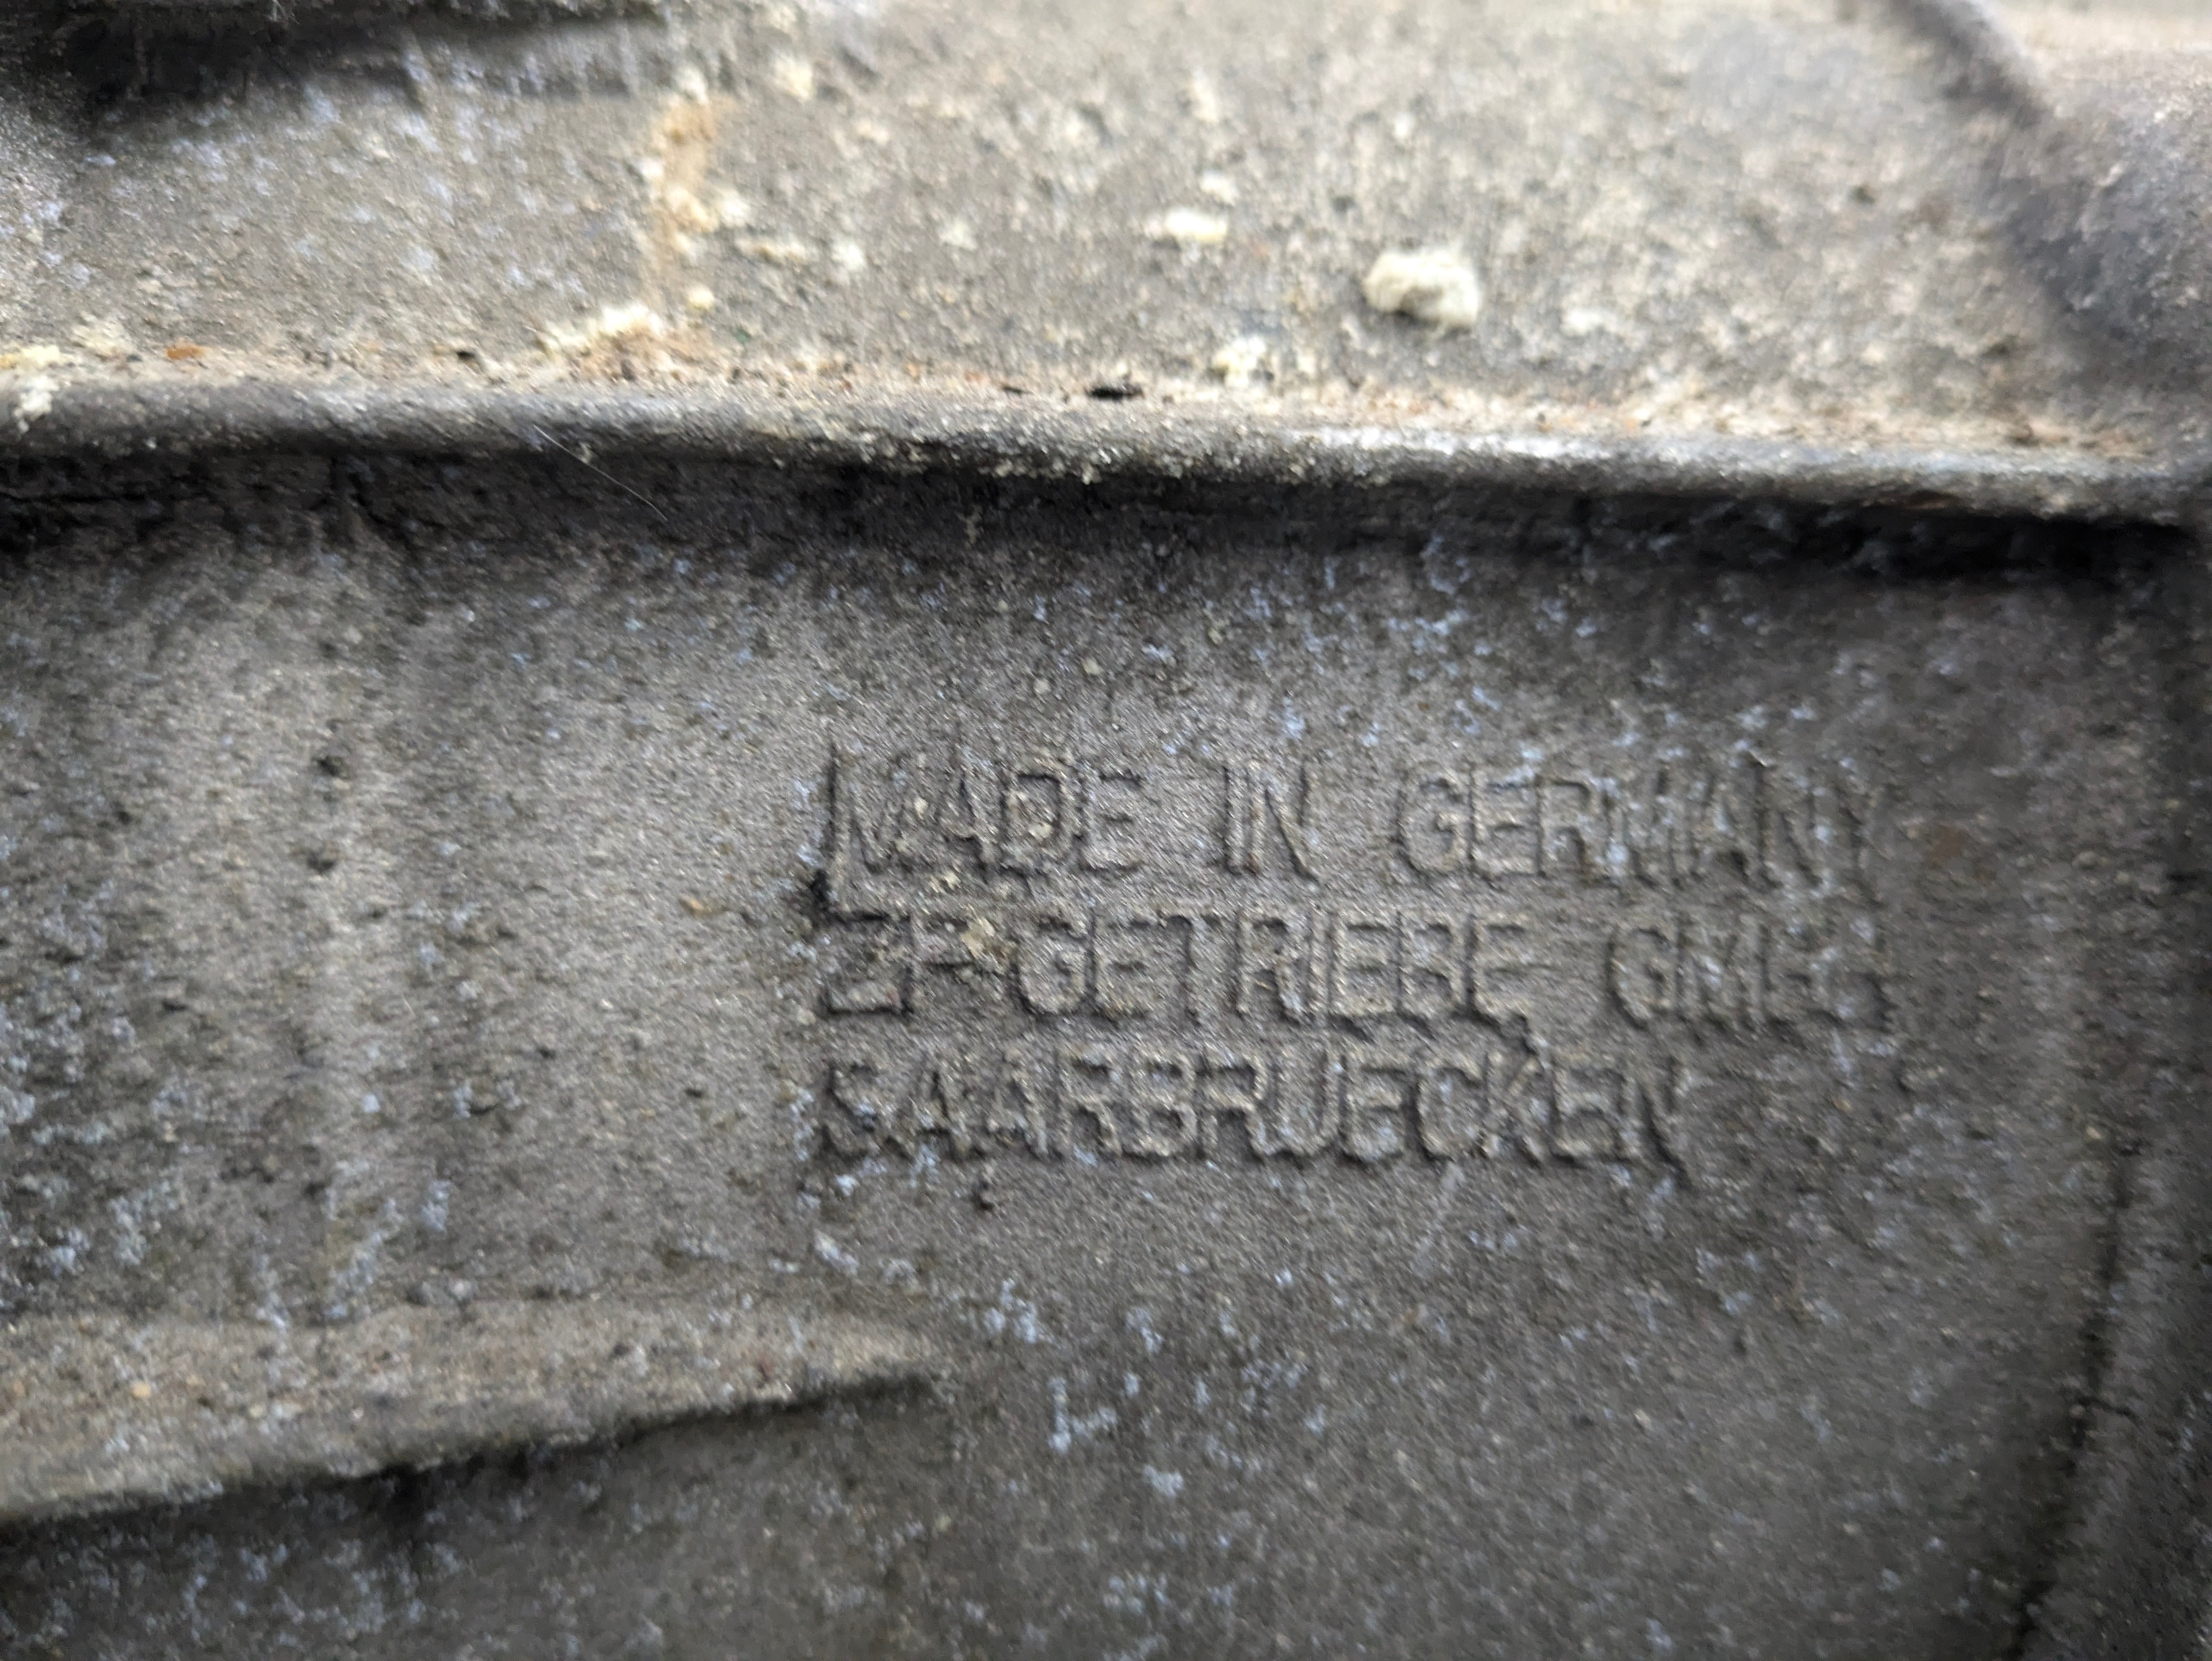 MADE IN GERMANY
ZF GETRIEBE GMBH
SAARBRUECKEN